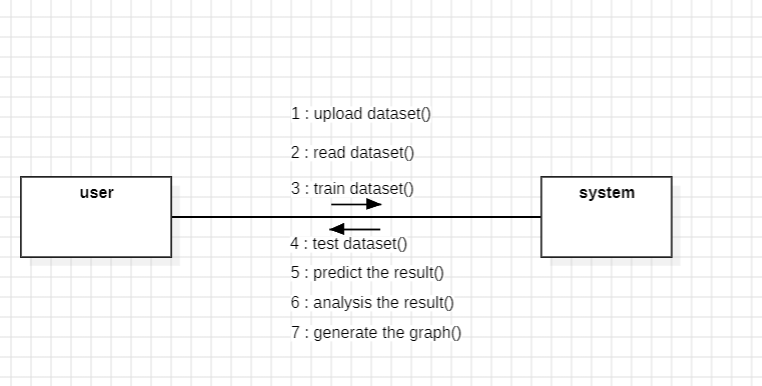 1 : upload dataset()
2 : read dataset()
3 : train dataset()
user
system
4 : test dataset()
5 : predict the result()
6 : analysis the result()
7 : generate the graph()